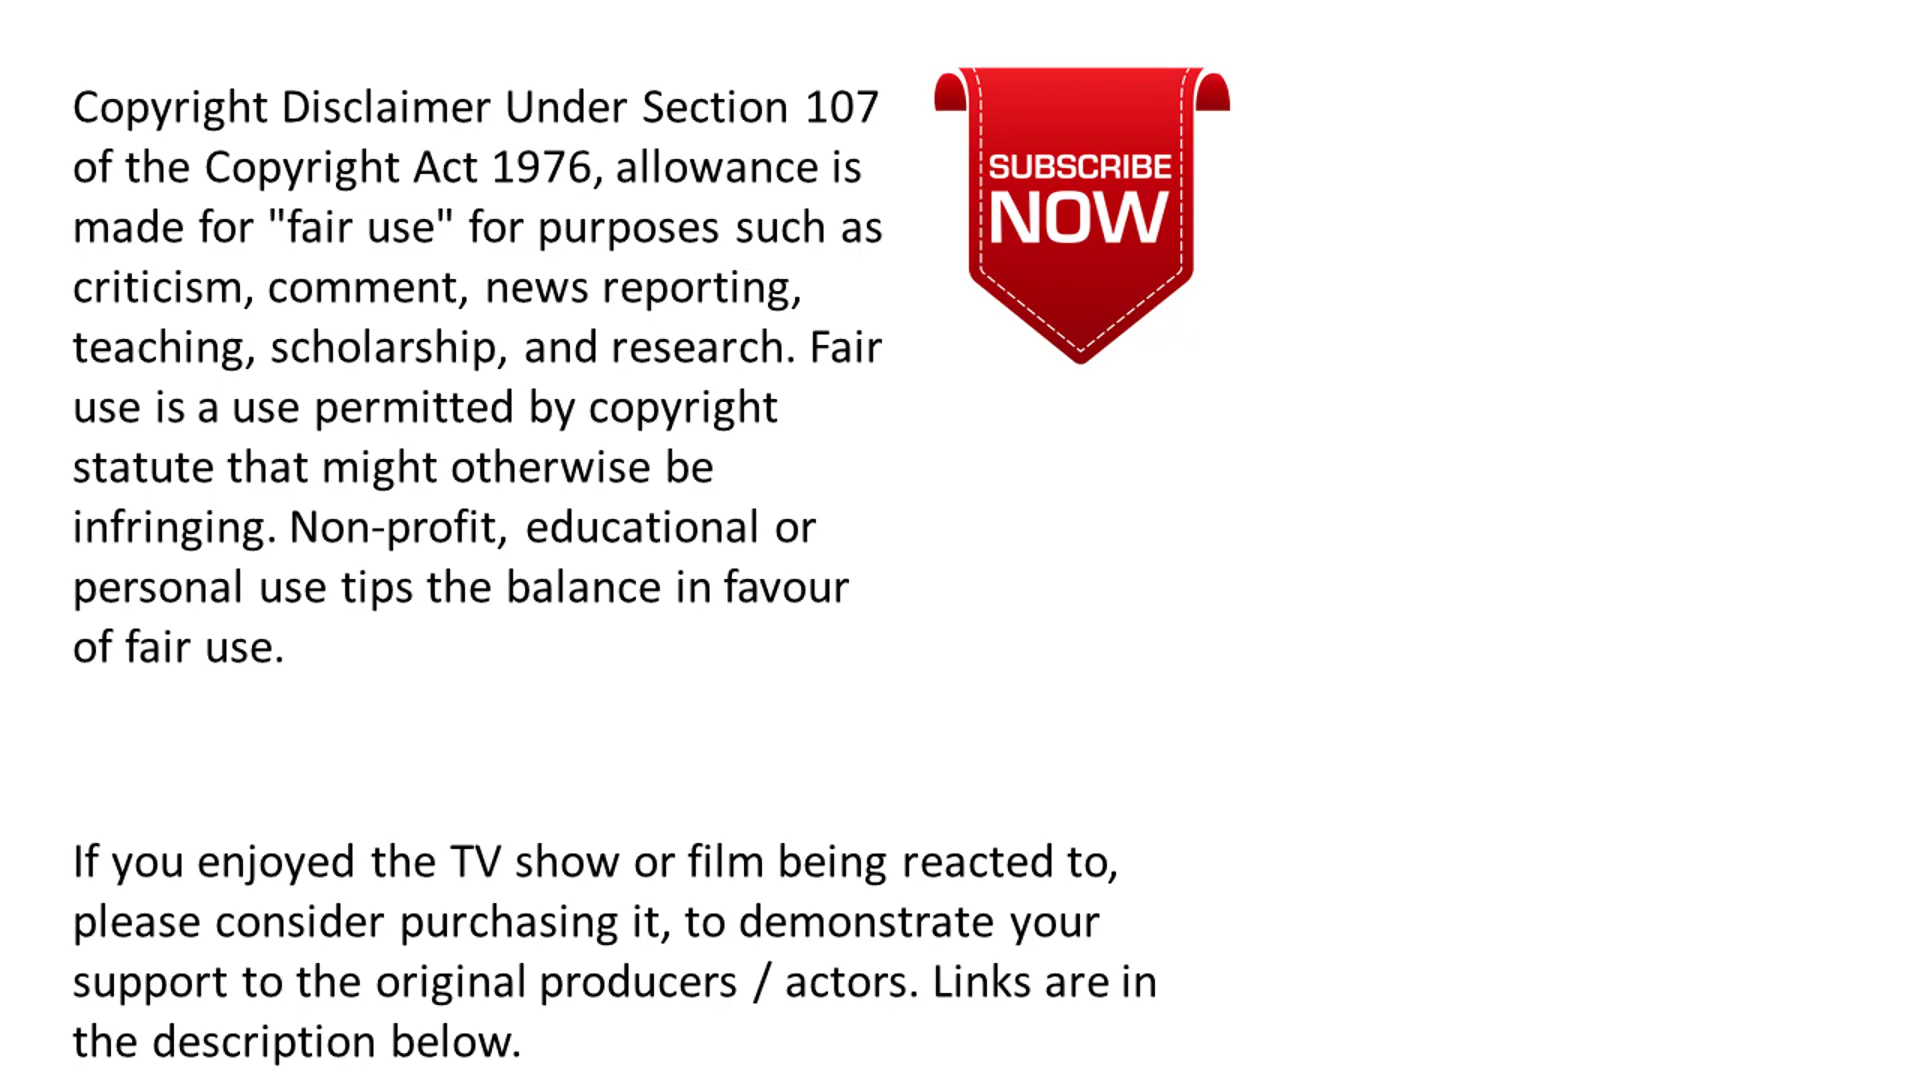 Copyright Disclaimer Under Section 107
of the Copyright Act 1976, allowance is
made for "fair use" for purposes such as
criticism, comment, news reporting,
teaching, scholarship, and research. Fair
use is a use permitted by copyright
statute that might otherwise be
infringing. Non-profit, educational or
personal use tips the balance in favour
of fair use.
SUBSCRIBE
NOW
If you enjoyed the TV show or film being reacted to,
please consider purchasing it, to demonstrate your
support to the original producers / actors. Links are in
the description below.